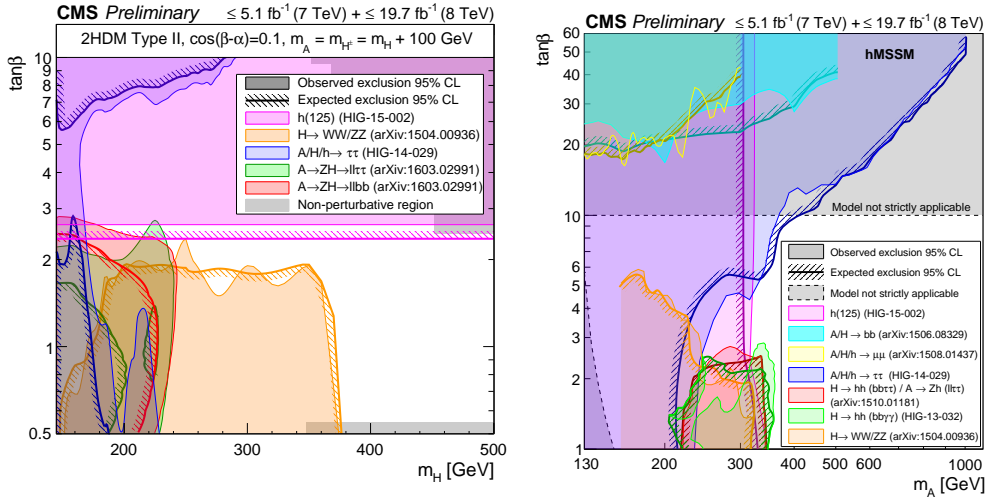 CMS Preliminary ≤ 5.1 fb⁻¹ (7 TeV) + ≤ 19.7 fb⁻¹ (8 TeV)
2HDM Type II, cos(β-α)=0.1, m_A = m_H± = m_H + 100 GeV
tanβ
10
5
4
3
2
1
0.5
Observed exclusion 95% CL
Expected exclusion 95% CL
h(125) (HIG-15-002)
H→ WW/ZZ (arXiv:1504.00936)
A/H/h→ ττ (HIG-14-029)
A→ZH→llττ (arXiv:1603.02991)
A→ZH→llbb (arXiv:1603.02991)
Non-perturbative region
200 300 400 500
m_H [GeV]
CMS Preliminary ≤ 5.1 fb⁻¹ (7 TeV) + ≤ 19.7 fb⁻¹ (8 TeV)
hMSSM
tanβ
60
50
40
30
20
10
6
5
4
3
2
1
Model not strictly applicable
Observed exclusion 95% CL
Expected exclusion 95% CL
Model not strictly applicable
h(125) (HIG-15-002)
A/H → bb (arXiv:1506.08329)
A/H/h → μμ (arXiv:1508.01437)
A/H/h → ττ (HIG-14-029)
H → hh (bbττ) / A → Zh (llττ)
(arXiv:1510.01181)
H → hh (bbγγ) (HIG-13-032)
H→ WW/ZZ (arXiv:1504.00936)
130 200 300 400 500 600 1000
m_A [GeV]